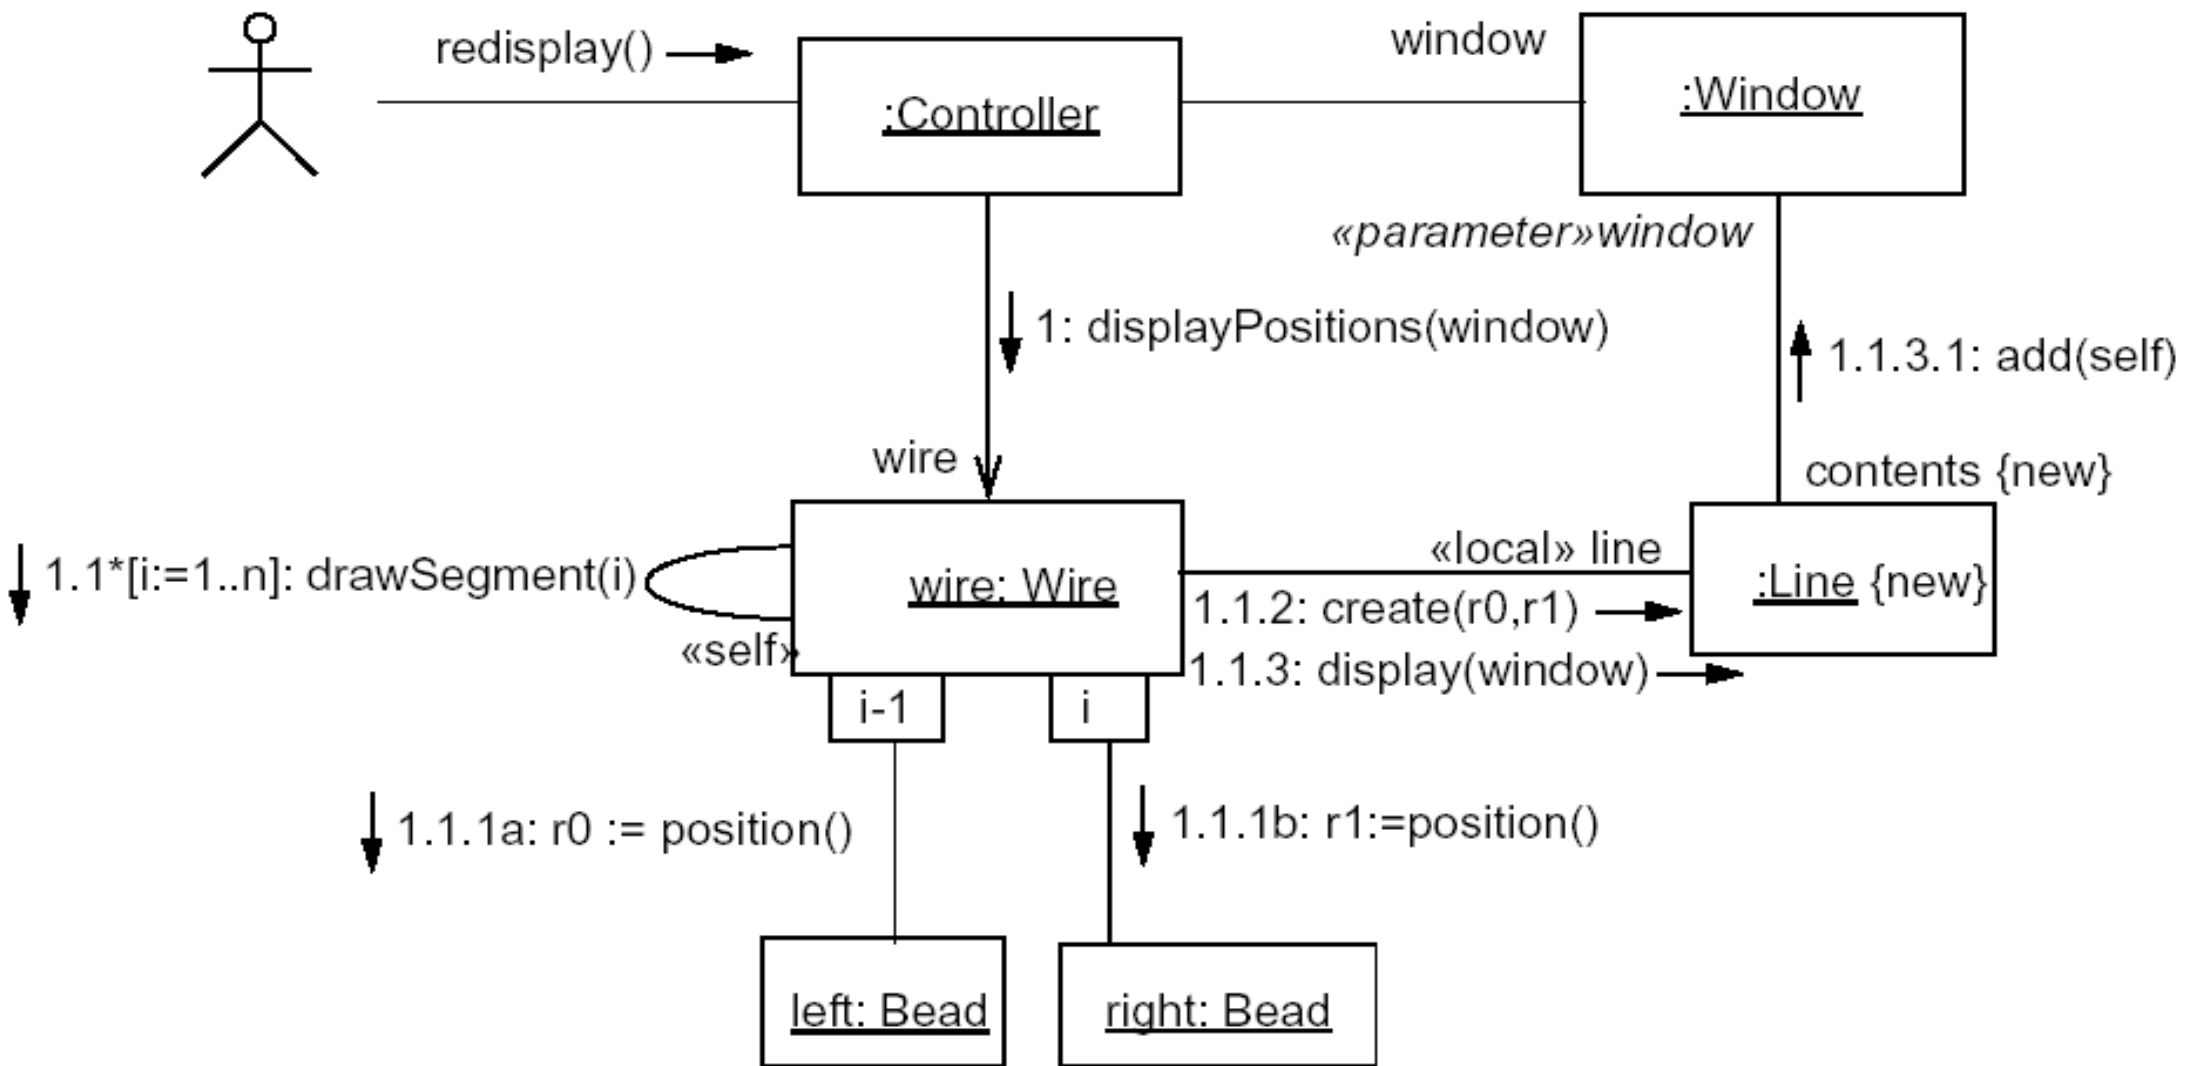 redisplay()
window
:Controller
:Window
«parameter»window
1: displayPositions(window)
1.1.3.1: add(self)
wire
contents {new}
1.1*[i:=1..n]: drawSegment(i)
wire: Wire
«local» line
:Line {new}
1.1.2: create(r0,r1)
«self»
1.1.3: display(window)
i-1
i
1.1.1a: r0 := position()
1.1.1b: r1:=position()
left: Bead
right: Bead